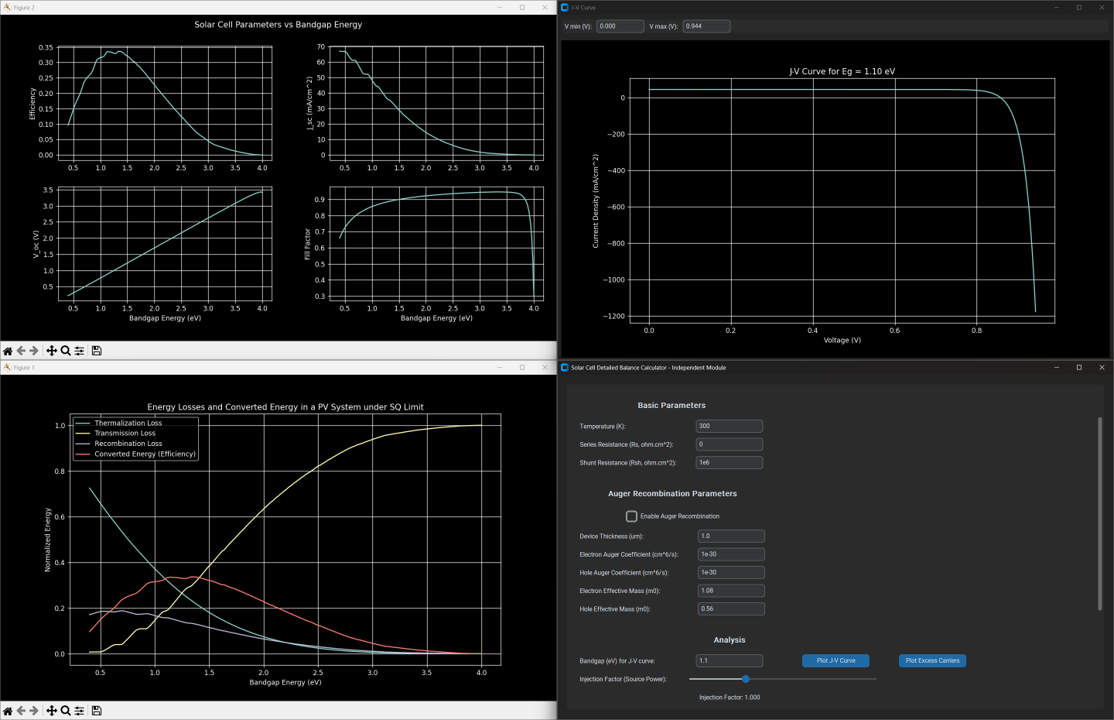 Figure 2
Solar Cell Parameters vs Bandgap Energy
0.35
0.30
0.25
0.20
0.15
0.10
0.05
0.00
Efficiency
0.5 1.0 1.5 2.0 2.5 3.0 3.5 4.0
70
60
50
40
30
20
10
0
J_sc (mA/cm^2)
0.5 1.0 1.5 2.0 2.5 3.0 3.5 4.0
3.5
3.0
2.5
2.0
1.5
1.0
0.5
V_oc (V)
0.5 1.0 1.5 2.0 2.5 3.0 3.5 4.0
Bandgap Energy (eV)
0.9
0.8
0.7
0.6
0.5
0.4
0.3
Fill Factor
0.5 1.0 1.5 2.0 2.5 3.0 3.5 4.0
Bandgap Energy (eV)
J-V Curve
V min (V): 0.000 V max (V): 0.944
J-V Curve for Eg = 1.10 eV
0
−200
−400
−600
−800
−1000
−1200
Current Density (mA/cm^2)
0.0 0.2 0.4 0.6 0.8
Voltage (V)
Figure 1
Energy Losses and Converted Energy in a PV System under SQ Limit
Thermalization Loss
Transmission Loss
Recombination Loss
Converted Energy (Efficiency)
1.0
0.8
0.6
0.4
0.2
0.0
Normalized Energy
0.5 1.0 1.5 2.0 2.5 3.0 3.5 4.0
Bandgap Energy (eV)
Solar Cell Detailed Balance Calculator - Independent Module
Basic Parameters
Temperature (K): 300
Series Resistance (Rs, ohm.cm^2): 0
Shunt Resistance (Rsh, ohm.cm^2): 1e6
Auger Recombination Parameters
Enable Auger Recombination
Device Thickness (um): 1.0
Electron Auger Coefficient (cm^6/s): 1e-30
Hole Auger Coefficient (cm^6/s): 1e-30
Electron Effective Mass (m0): 1.08
Hole Effective Mass (m0): 0.56
Analysis
Bandgap (eV) for J-V curve: 1.1 Plot J-V Curve Plot Excess Carriers
Injection Factor (Source Power):
Injection Factor: 1.000